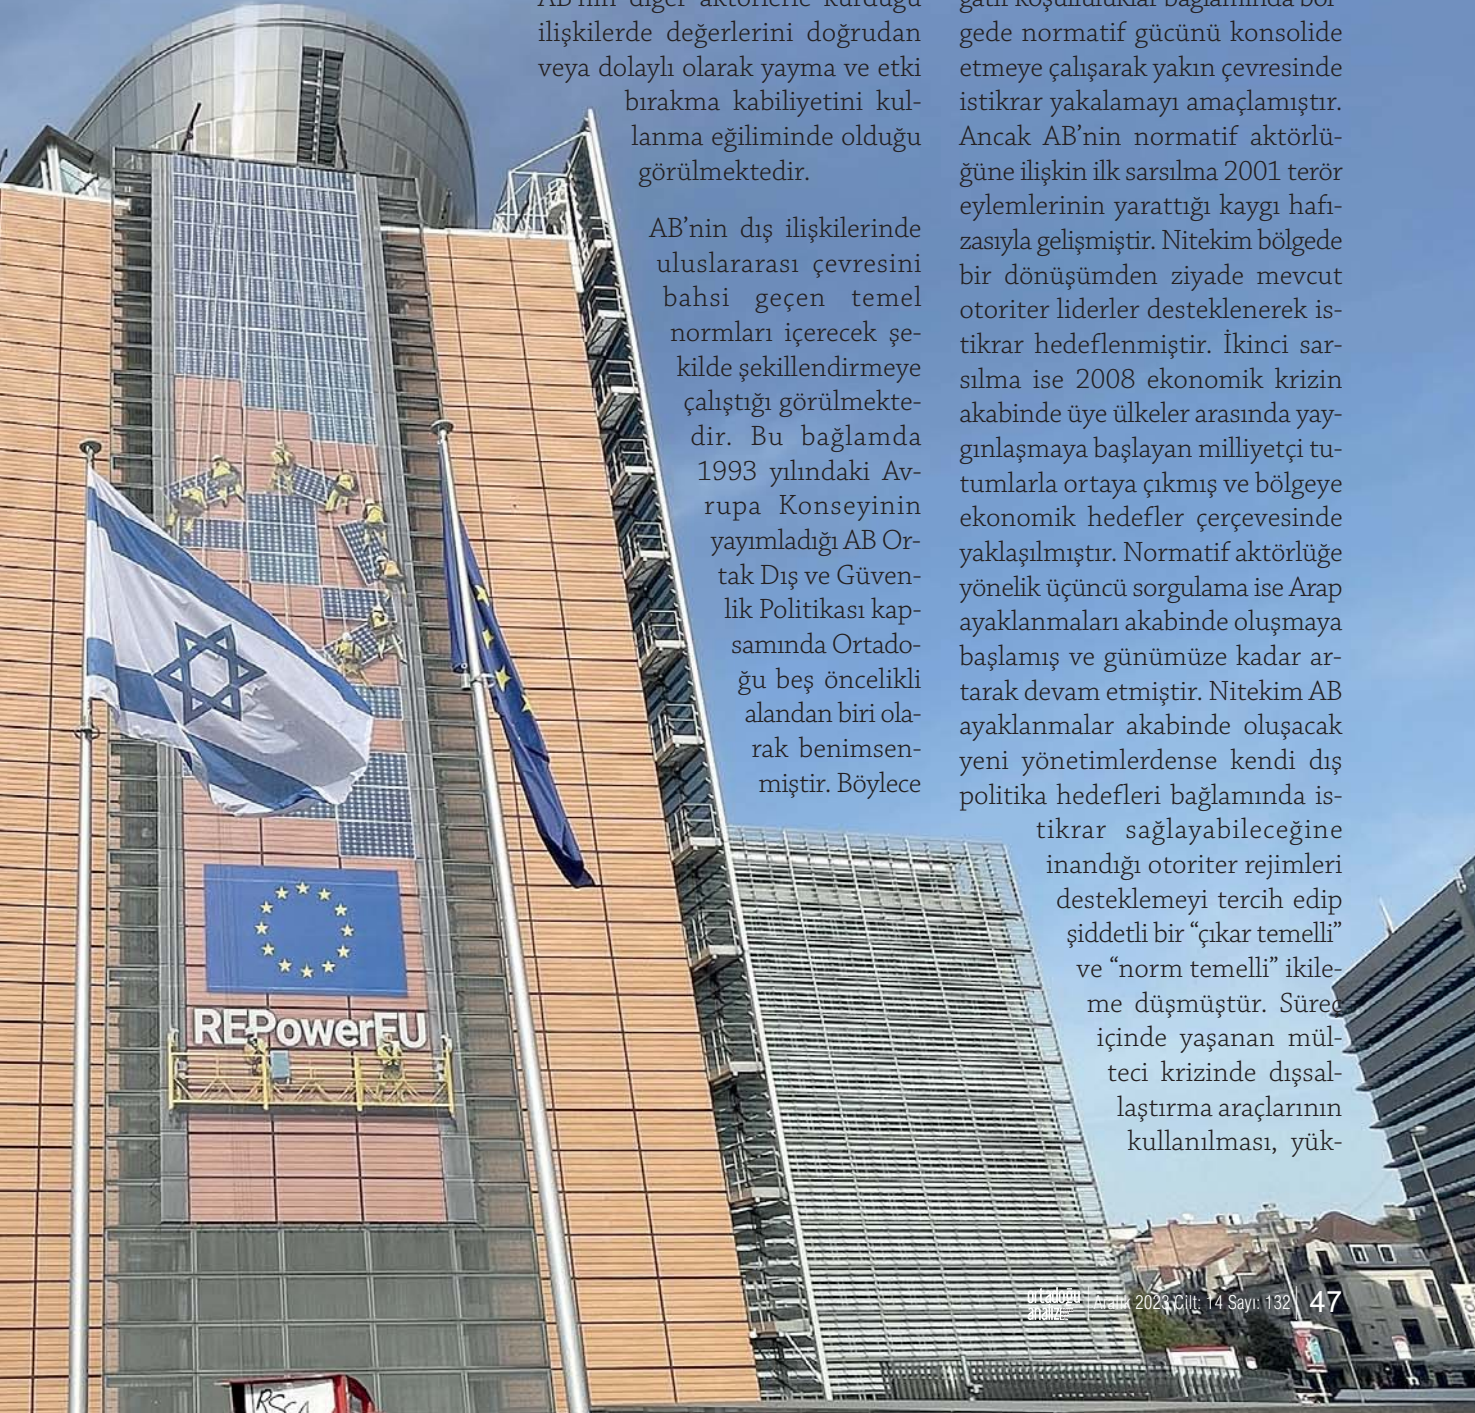 AB’nin diğer aktörlerle kurduğu
ilişkilerde değerlerini doğrudan
veya dolaylı olarak yayma ve etki
bırakma kabiliyetini kul-
lanma eğiliminde olduğu
görülmektedir.
AB’nin dış ilişkilerinde
uluslararası çevresini
bahsi geçen temel
normları içerecek şe-
kilde şekillendirmeye
çalıştığı görülmekte-
dir. Bu bağlamda
1993 yılındaki Av-
rupa Konseyinin
yayımladığı AB Or-
tak Dış ve Güven-
lik Politikası kap-
samında Ortado-
ğu beş öncelikli
alandan biri ola-
rak benimsen-
miştir. Böylece
gatif koşulluluklar bağlamında böl-
gede normatif gücünü konsolide
etmeye çalışarak yakın çevresinde
istikrar yakalamayı amaçlamıştır.
Ancak AB’nin normatif aktörlü-
ğüne ilişkin ilk sarsılma 2001 terör
eylemlerinin yarattığı kaygı hafı-
zasıyla gelişmiştir. Nitekim bölgede
bir dönüşümden ziyade mevcut
otoriter liderler desteklenerek is-
tikrar hedeflenmiştir. İkinci sar-
sılma ise 2008 ekonomik krizin
akabinde üye ülkeler arasında yay-
gınlaşmaya başlayan milliyetçi tu-
tumlarla ortaya çıkmış ve bölgeye
ekonomik hedefler çerçevesinde
yaklaşılmıştır. Normatif aktörlüğe
yönelik üçüncü sorgulama ise Arap
ayaklanmaları akabinde oluşmaya
başlamış ve günümüze kadar ar-
tarak devam etmiştir. Nitekim AB
ayaklanmalar akabinde oluşacak
yeni yönetimlerdense kendi dış
politika hedefleri bağlamında is-
tikrar sağlayabileceğine
inandığı otoriter rejimleri
desteklemeyi tercih edip
şiddetli bir “çıkar temelli”
ve “norm temelli” ikile-
me düşmüştür. Süreç
içinde yaşanan mül-
teci krizinde dışsal-
laştırma araçlarının
kullanılması, yük-
REPowerEU
RSCA
ortadoğu
analiz
Aralık 2023 Cilt: 14 Sayı: 132 47